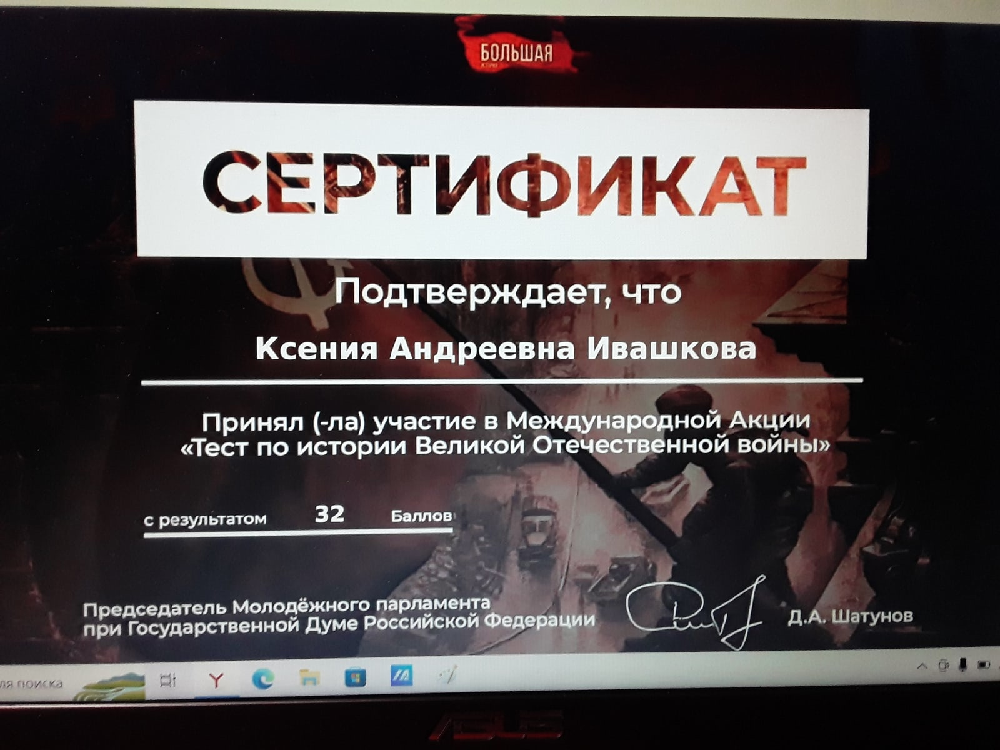 БОЛЬШАЯ
СЕРТИФИКАТ
Подтверждает, что
Ксения Андреевна Ивашкова
Принял (-ла) участие в Международной Акции
«Тест по истории Великой Отечественной войны»
с результатом 32 Баллов
Председатель Молодёжного парламента
при Государственной Думе Российской Федерации
Д.А. Шатунов
ля поиска
ASUS